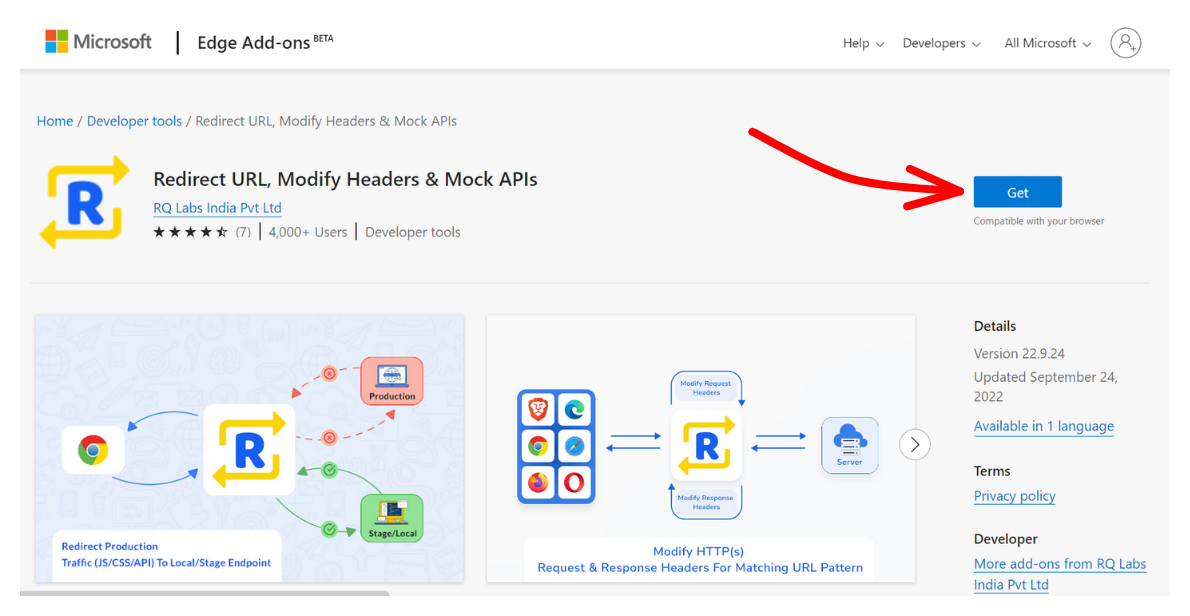 Microsoft | Edge Add-ons BETA
Help Developers All Microsoft
Home / Developer tools / Redirect URL, Modify Headers & Mock APIs
R
Redirect URL, Modify Headers & Mock APIs
RQ Labs India Pvt Ltd
(7) | 4,000+ Users | Developer tools
Get
Compatible with your browser
Production
R
Stage/Local
Redirect Production
Traffic (JS/CSS/API) To Local/Stage Endpoint
Modify Request
Headers
R
Server
Modify Response
Headers
Modify HTTP(s)
Request & Response Headers For Matching URL Pattern
Details
Version 22.9.24
Updated September 24,
2022
Available in 1 language
Terms
Privacy policy
Developer
More add-ons from RQ Labs
India Pvt Ltd